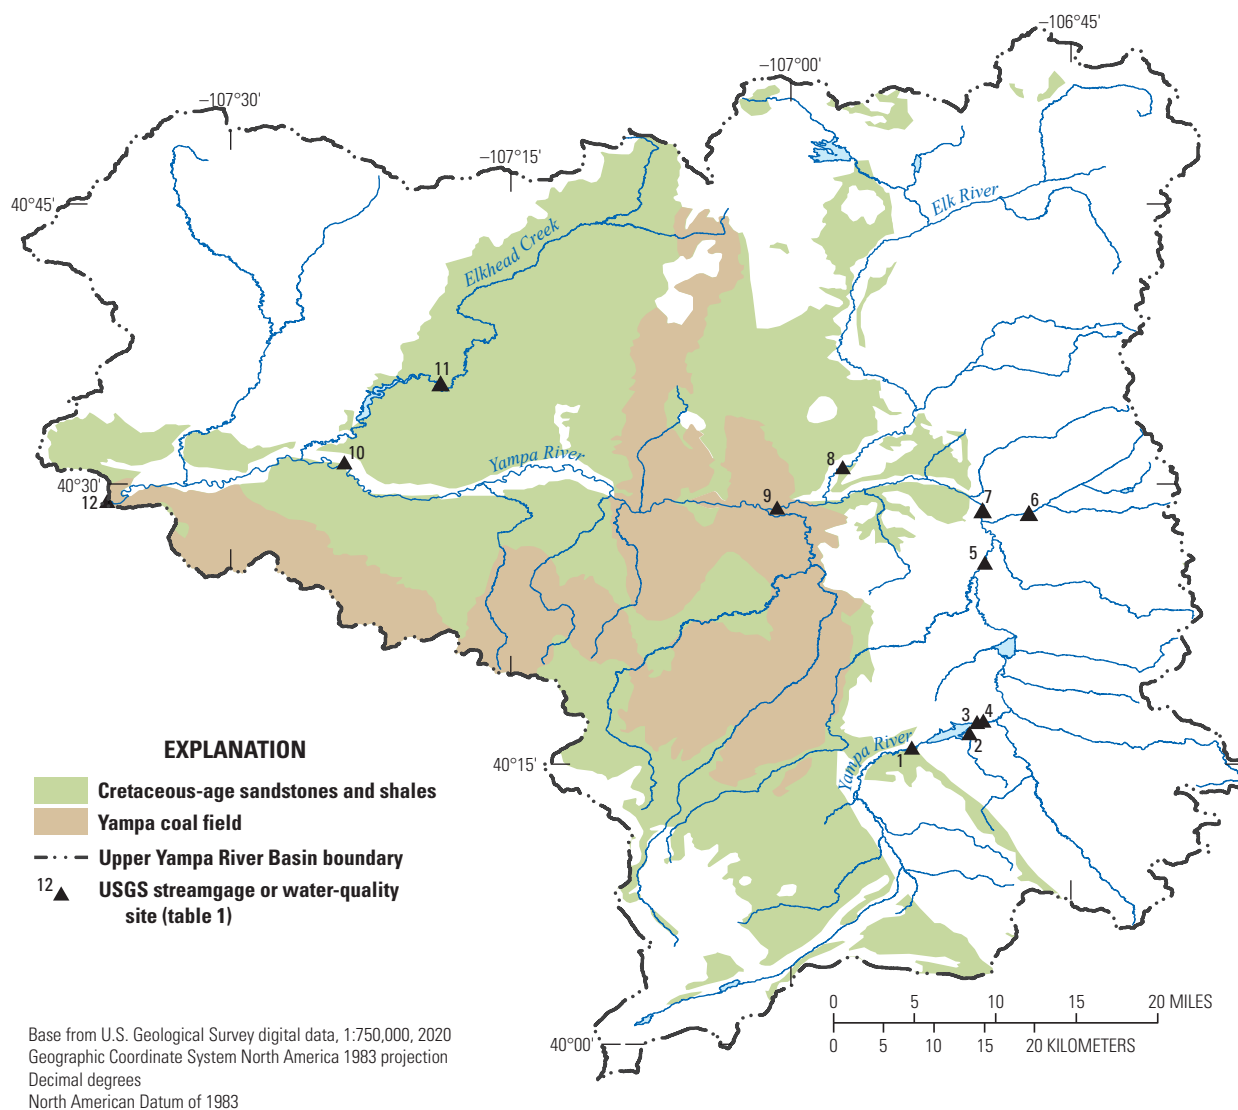 –106°45'
–107°00'
–107°30'
–107°15'
40°45'
Elk River
Elkhead Creek
11
10
Yampa River
8
40°30'
12
9
7
6
5
3
4
2
1
Yampa River
40°15'
EXPLANATION
Cretaceous-age sandstones and shales
Yampa coal field
Upper Yampa River Basin boundary
12
USGS streamgage or water-quality
site (table 1)
0 5 10 15 20 MILES
0 5 10 15 20 KILOMETERS
40°00'
Base from U.S. Geological Survey digital data, 1:750,000, 2020
Geographic Coordinate System North America 1983 projection
Decimal degrees
North American Datum of 1983